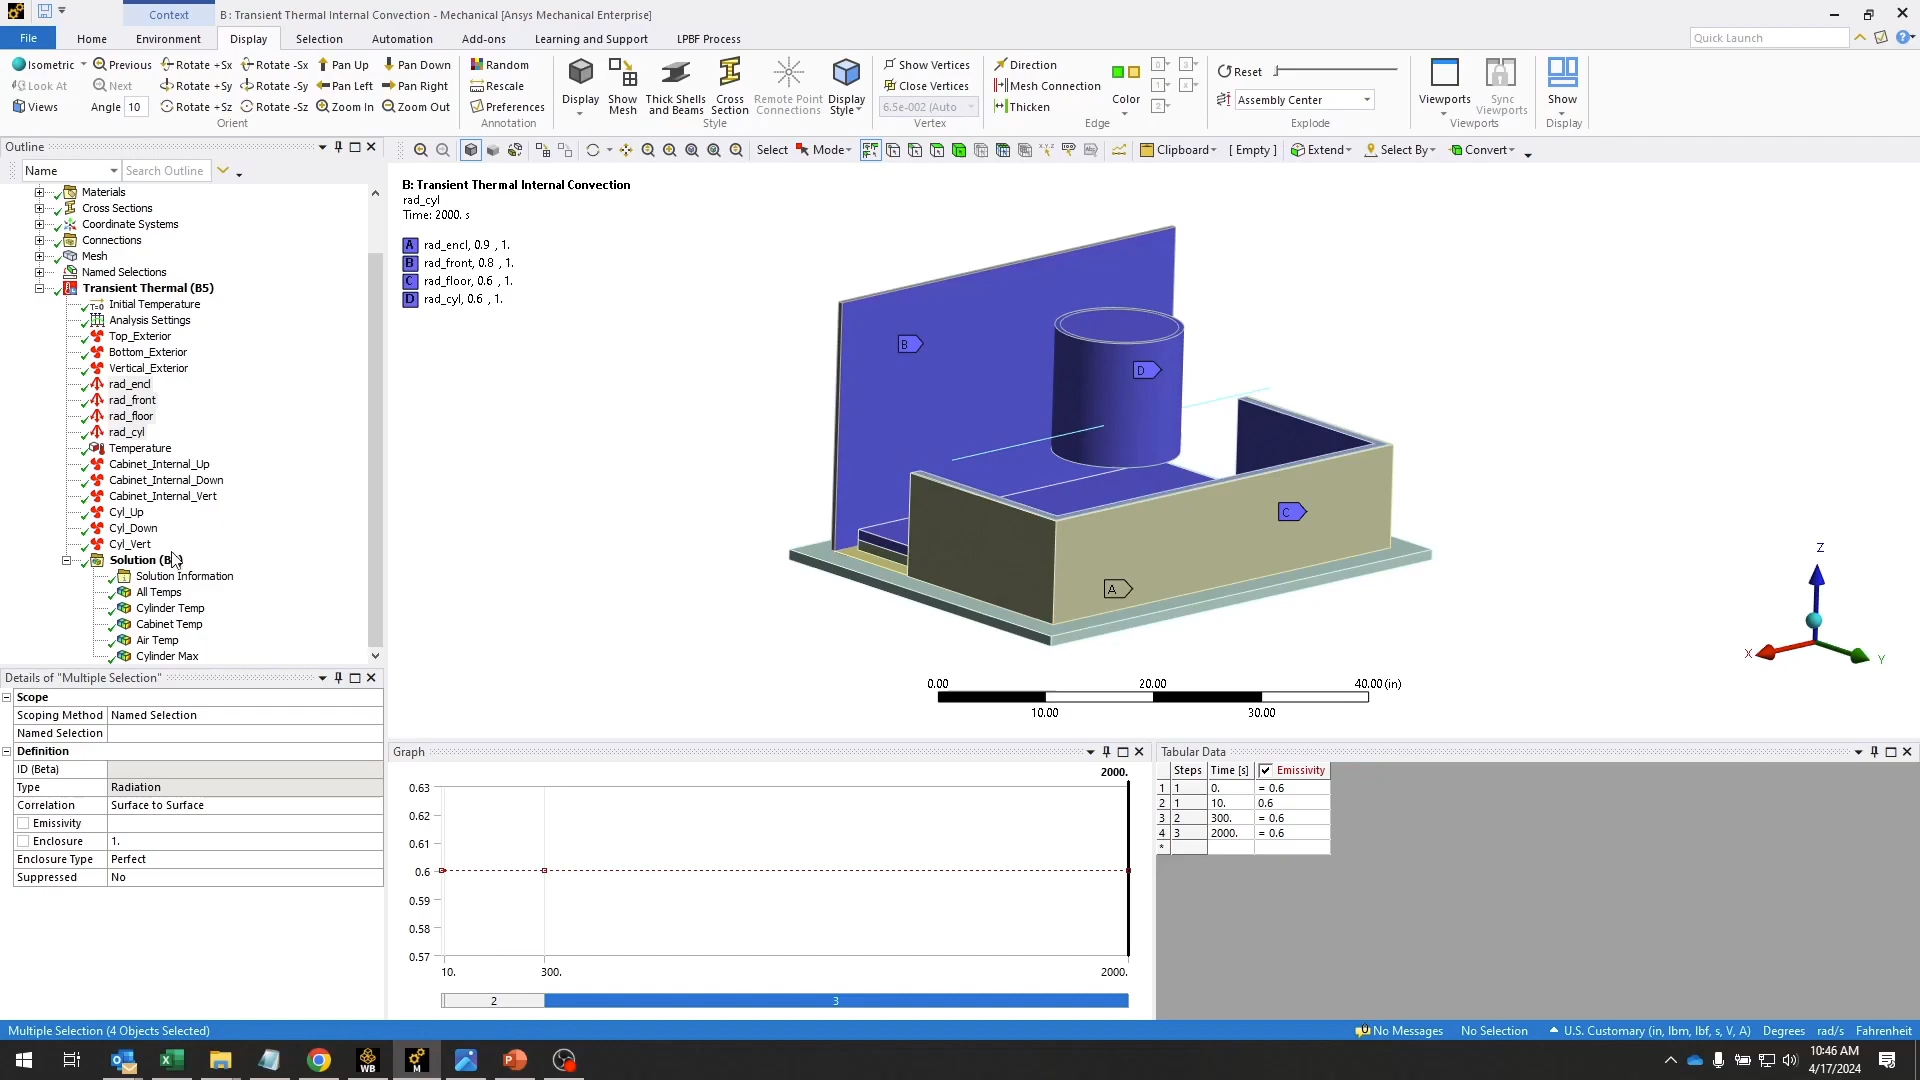 Context
B : Transient Thermal Internal Convection - Mechanical [Ansys Mechanical Enterprise]
File
Home
Environment
Display
Selection
Automation
Add-ons
Learning and Support
LPBF Process
Quick Launch
Isometric
Previous
Rotate +Sx
Rotate -Sx
Pan Up
Pan Down
Look At
Next
Rotate +Sy
Rotate -Sy
Pan Left
Pan Right
Views
Angle 10
Rotate +Sz
Rotate -Sz
Zoom In
Zoom Out
Orient
Random
Rescale
Preferences
Annotation
Display
Show Mesh
Thick Shells and Beams
Cross Section
Remote Point Connections
Display Style
Style
Show Vertices
Close Vertices
6.5e-002 (Auto
Vertex
Direction
Mesh Connection
Thicken
Color
Edge
Reset
Assembly Center
Explode
Viewports
Sync Viewports
Viewports
Show
Display
Outline
Name
Search Outline
Select
Mode
Clipboard
[ Empty ]
Extend
Select By
Convert
Materials
Cross Sections
Coordinate Systems
Connections
Mesh
Named Selections
Transient Thermal (B5)
Initial Temperature
Analysis Settings
Top_Exterior
Bottom_Exterior
Vertical_Exterior
rad_encl
rad_front
rad_floor
rad_cyl
Temperature
Cabinet_Internal_Up
Cabinet_Internal_Down
Cabinet_Internal_Vert
Cyl_Up
Cyl_Down
Cyl_Vert
Solution (B
Solution Information
All Temps
Cylinder Temp
Cabinet Temp
Air Temp
Cylinder Max
B: Transient Thermal Internal Convection
rad_cyl
Time: 2000. s
A rad_encl, 0.9 , 1.
B rad_front, 0.8 , 1.
C rad_floor, 0.6 , 1.
D rad_cyl, 0.6 , 1.
B
D
C
A
Z
X
Y
0.00
20.00
40.00 (in)
10.00
30.00
Details of "Multiple Selection"
Scope
Scoping Method Named Selection
Named Selection
Definition
ID (Beta)
Type Radiation
Correlation Surface to Surface
Emissivity
Enclosure 1.
Enclosure Type Perfect
Suppressed No
Graph
2000.
0.63
0.62
0.61
0.6
0.59
0.58
0.57
10.
300.
2000.
2
3
Tabular Data
Steps Time [s] Emissivity
1 1 0. = 0.6
2 1 10. 0.6
3 2 300. = 0.6
4 3 2000. = 0.6
*
Multiple Selection (4 Objects Selected)
No Messages
No Selection
U.S. Customary (in, lbm, lbf, s, V, A)
Degrees
rad/s
Fahrenheit
WB
M
10:46 AM
4/17/2024